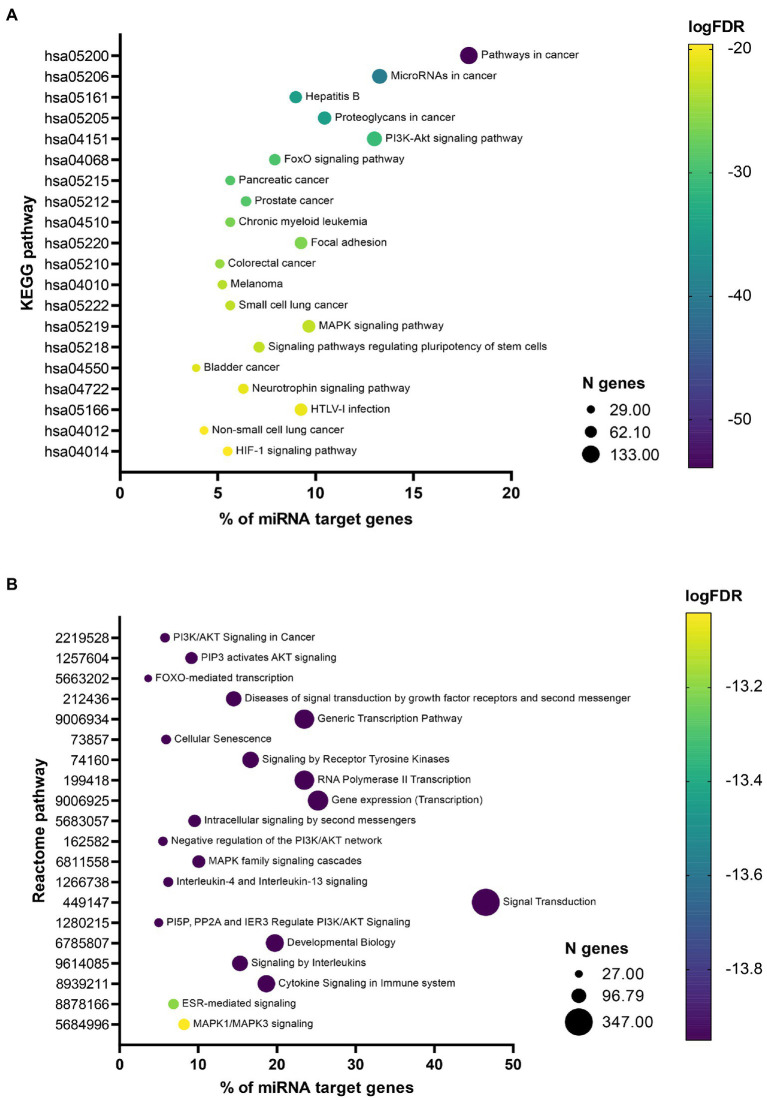 A
logFDR
hsa05200 Pathways in cancer
hsa05206 MicroRNAs in cancer
hsa05161 Hepatitis B
hsa05205 Proteoglycans in cancer
hsa04151 PI3K-Akt signaling pathway
hsa04068 FoxO signaling pathway
hsa05215 Pancreatic cancer
hsa05212 Prostate cancer
hsa04510 Chronic myeloid leukemia
hsa05220 Focal adhesion
hsa05210 Colorectal cancer
hsa04010 Melanoma
hsa05222 Small cell lung cancer
hsa05219 MAPK signaling pathway
hsa05218 Signaling pathways regulating pluripotency of stem cells
hsa04550 Bladder cancer
hsa04722 Neurotrophin signaling pathway
hsa05166 HTLV-I infection
hsa04012 Non-small cell lung cancer
hsa04014 HIF-1 signaling pathway
KEGG pathway
0 5 10 15 20
% of miRNA target genes
N genes
29.00
62.10
133.00
-20
-30
-40
-50
B
logFDR
2219528 PI3K/AKT Signaling in Cancer
1257604 PIP3 activates AKT signaling
5663202 FOXO-mediated transcription
212436 Diseases of signal transduction by growth factor receptors and second messenger
9006934 Generic Transcription Pathway
73857 Cellular Senescence
74160 Signaling by Receptor Tyrosine Kinases
199418 RNA Polymerase II Transcription
9006925 Gene expression (Transcription)
5683057 Intracellular signaling by second messengers
162582 Negative regulation of the PI3K/AKT network
6811558 MAPK family signaling cascades
1266738 Interleukin-4 and Interleukin-13 signaling
449147 Signal Transduction
1280215 PI5P, PP2A and IER3 Regulate PI3K/AKT Signaling
6785807 Developmental Biology
9614085 Signaling by Interleukins
8939211 Cytokine Signaling in Immune system
8878166 ESR-mediated signaling
5684996 MAPK1/MAPK3 signaling
Reactome pathway
0 10 20 30 40 50
% of miRNA target genes
N genes
27.00
96.79
347.00
-13.2
-13.4
-13.6
-13.8